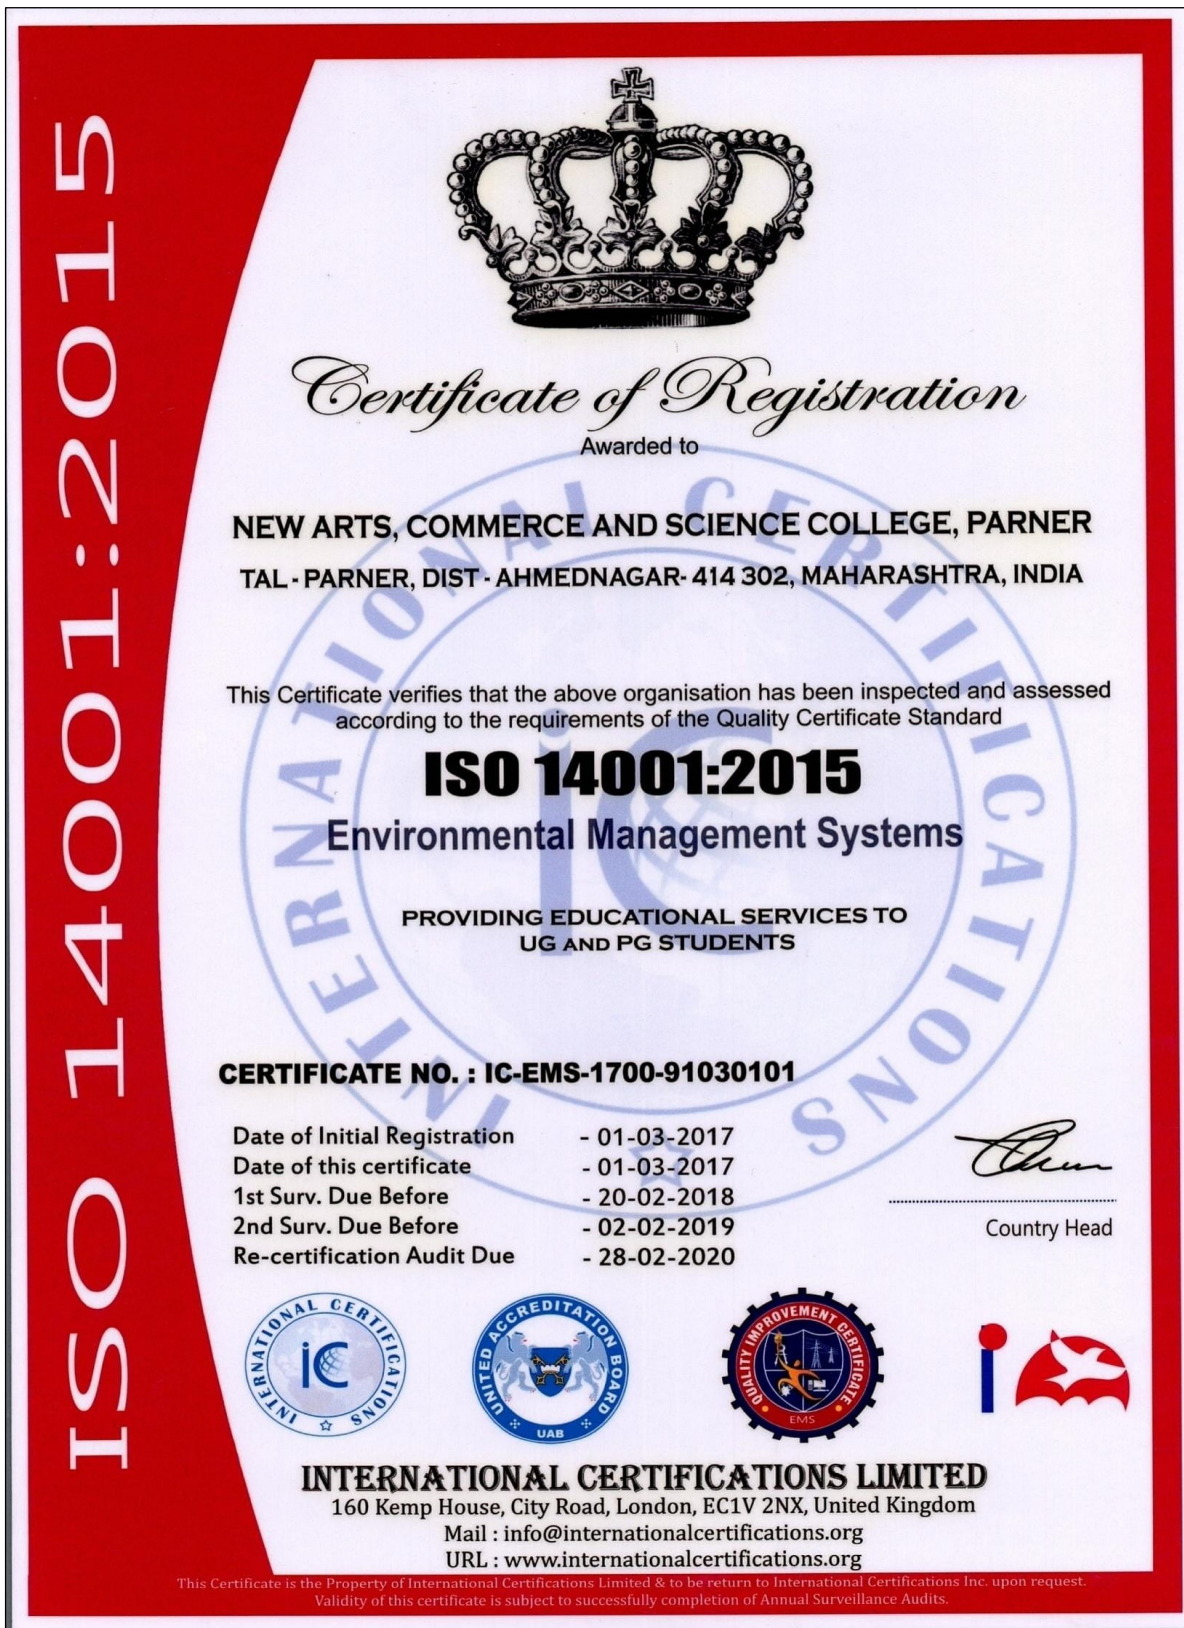 ISO 14001:2015
Certificate of Registration
Awarded to
NEW ARTS, COMMERCE AND SCIENCE COLLEGE, PARNER
TAL - PARNER, DIST - AHMEDNAGAR- 414 302, MAHARASHTRA, INDIA
This Certificate verifies that the above organisation has been inspected and assessed
according to the requirements of the Quality Certificate Standard
ISO 14001:2015
Environmental Management Systems
PROVIDING EDUCATIONAL SERVICES TO
UG AND PG STUDENTS
INTERNATIONAL CERTIFICATIONS
iC
CERTIFICATE NO. : IC-EMS-1700-91030101
Date of Initial Registration - 01-03-2017
Date of this certificate - 01-03-2017
1st Surv. Due Before - 20-02-2018
2nd Surv. Due Before - 02-02-2019
Re-certification Audit Due - 28-02-2020
Country Head
INTERNATIONAL CERTIFICATIONS
iC
UNITED ACCREDITATION BOARD
UAB
QUALITY IMPROVEMENT CERTIFICATE
EMS
INTERNATIONAL CERTIFICATIONS LIMITED
160 Kemp House, City Road, London, EC1V 2NX, United Kingdom
Mail : info@internationalcertifications.org
URL : www.internationalcertifications.org
This Certificate is the Property of International Certifications Limited & to be return to International Certifications Inc. upon request.
Validity of this certificate is subject to successfully completion of Annual Surveillance Audits.